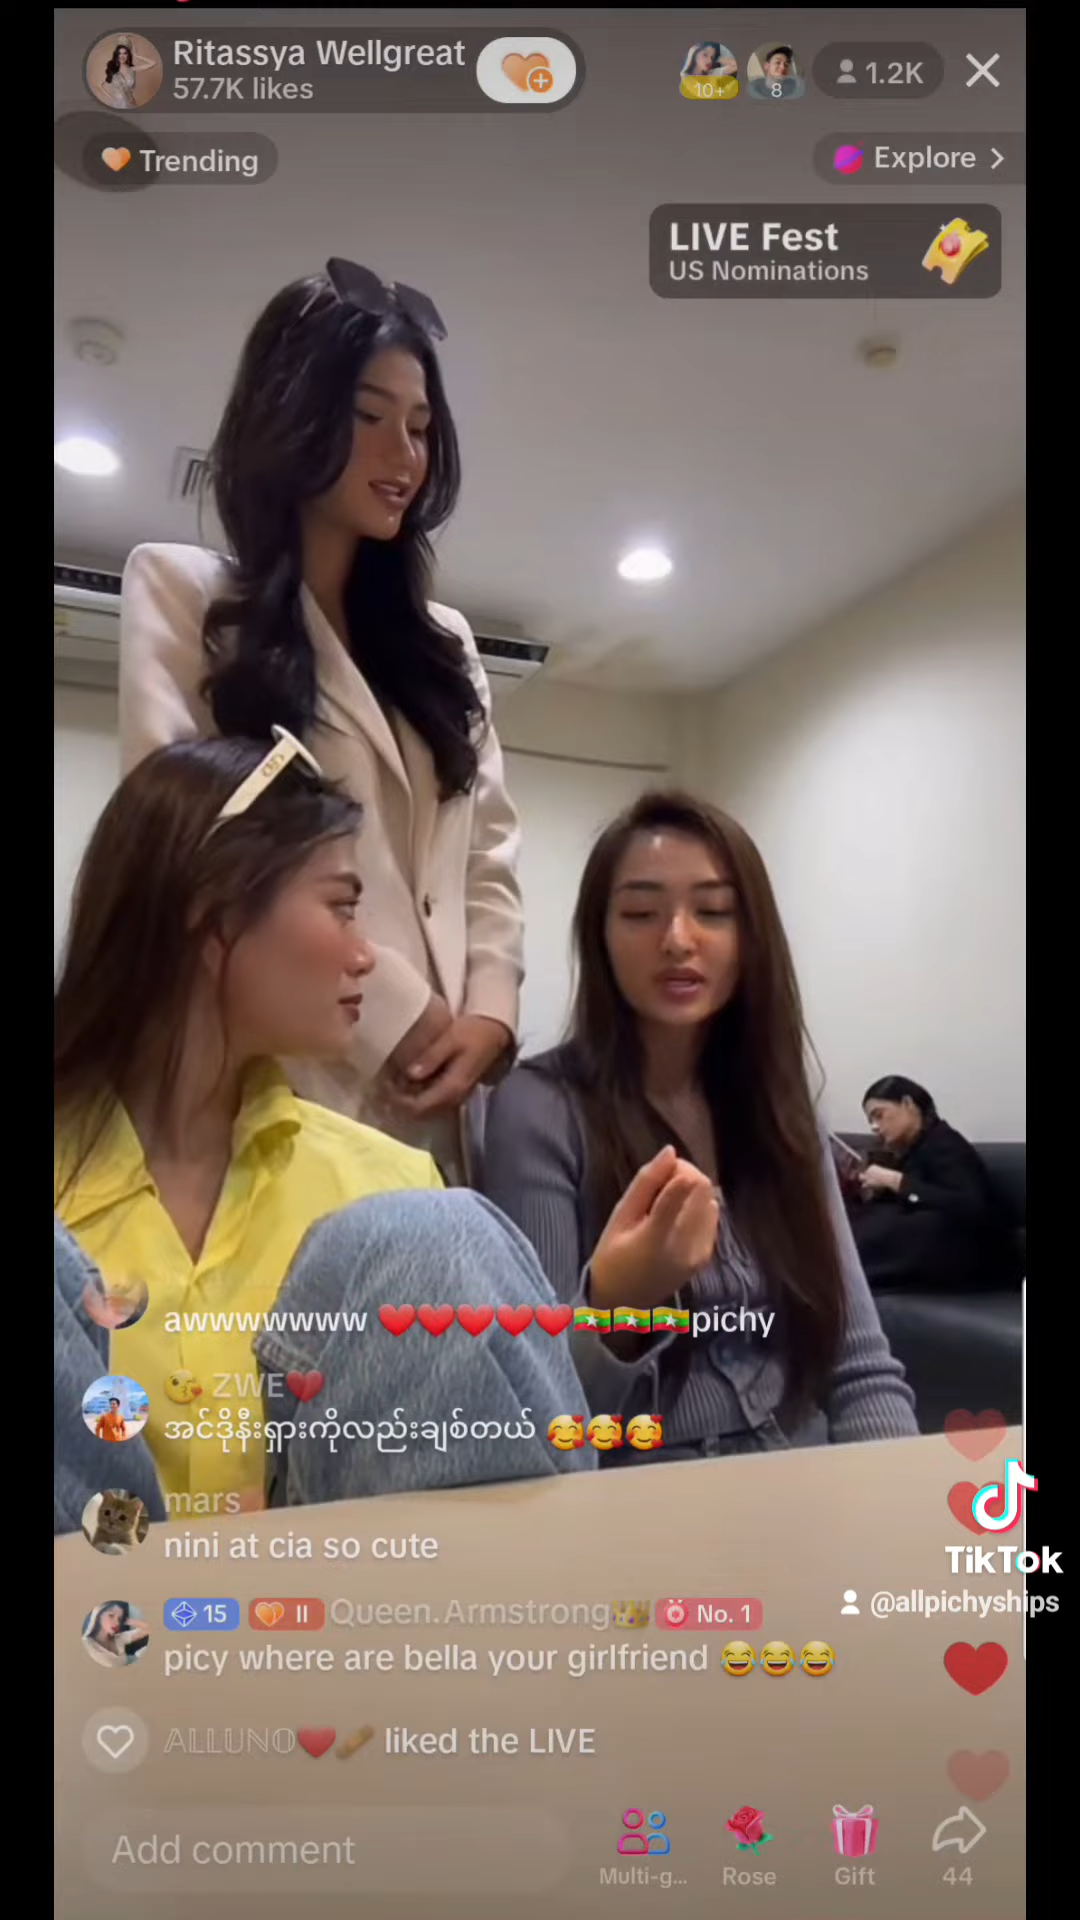 Ritassya Wellgreat
57.7K likes
10+
8
1.2K
Trending
Explore >
LIVE Fest
US Nominations
awwwwwww ❤️❤️❤️❤️❤️🇲🇲🇲🇲🇲🇲pichy
😘 ZWE❤️
အင်ဒိုနီးရှားကိုလည်းချစ်တယ် 🥰🥰🥰
mars
nini at cia so cute
15 II Queen.Armstrong👑 No. 1
picy where are bella your girlfriend 😂😂😂
𝔸𝕃𝕃𝕌ℕ𝕆❤️🩹 liked the LIVE
TikTok
@allpichyships
Add comment
Multi-g...
Rose
Gift
44